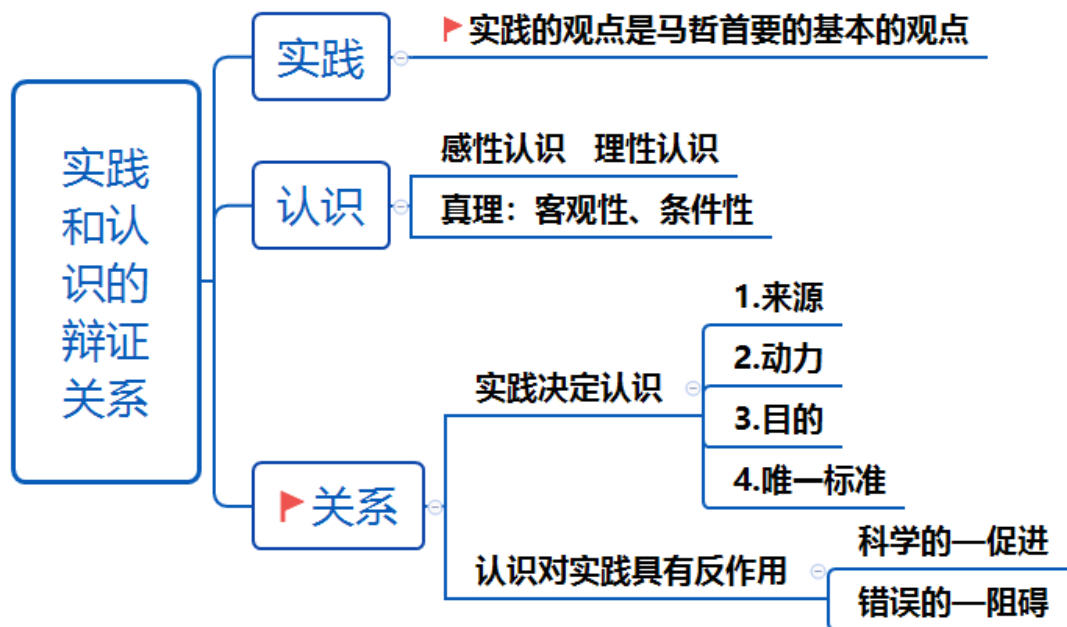 实践
和认
识的
辩证
关系
实践
实践的观点是马哲首要的基本的观点
认识
感性认识 理性认识
真理：客观性、条件性
关系
实践决定认识
1.来源
2.动力
3.目的
4.唯一标准
认识对实践具有反作用
科学的—促进
错误的—阻碍